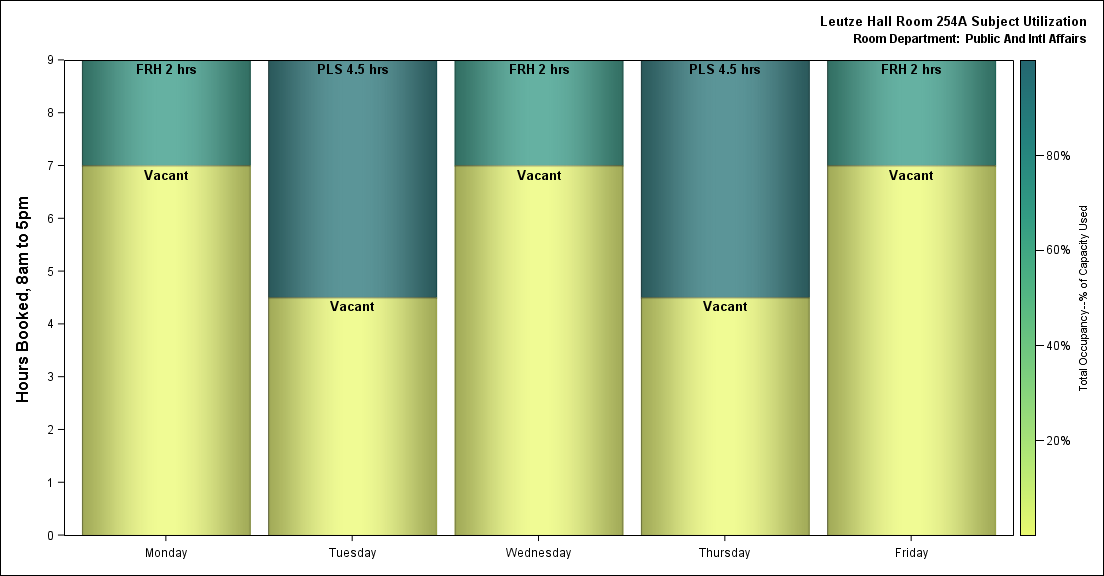 Leutze Hall Room 254A Subject Utilization
Room Department: Public And Intl Affairs
Hours Booked, 8am to 5pm
9
8
7
6
5
4
3
2
1
0
FRH 2 hrs
PLS 4.5 hrs
FRH 2 hrs
PLS 4.5 hrs
FRH 2 hrs
Vacant
Vacant
Vacant
Vacant
Vacant
Monday
Tuesday
Wednesday
Thursday
Friday
80%
60%
40%
20%
Total Occupancy--% of Capacity Used